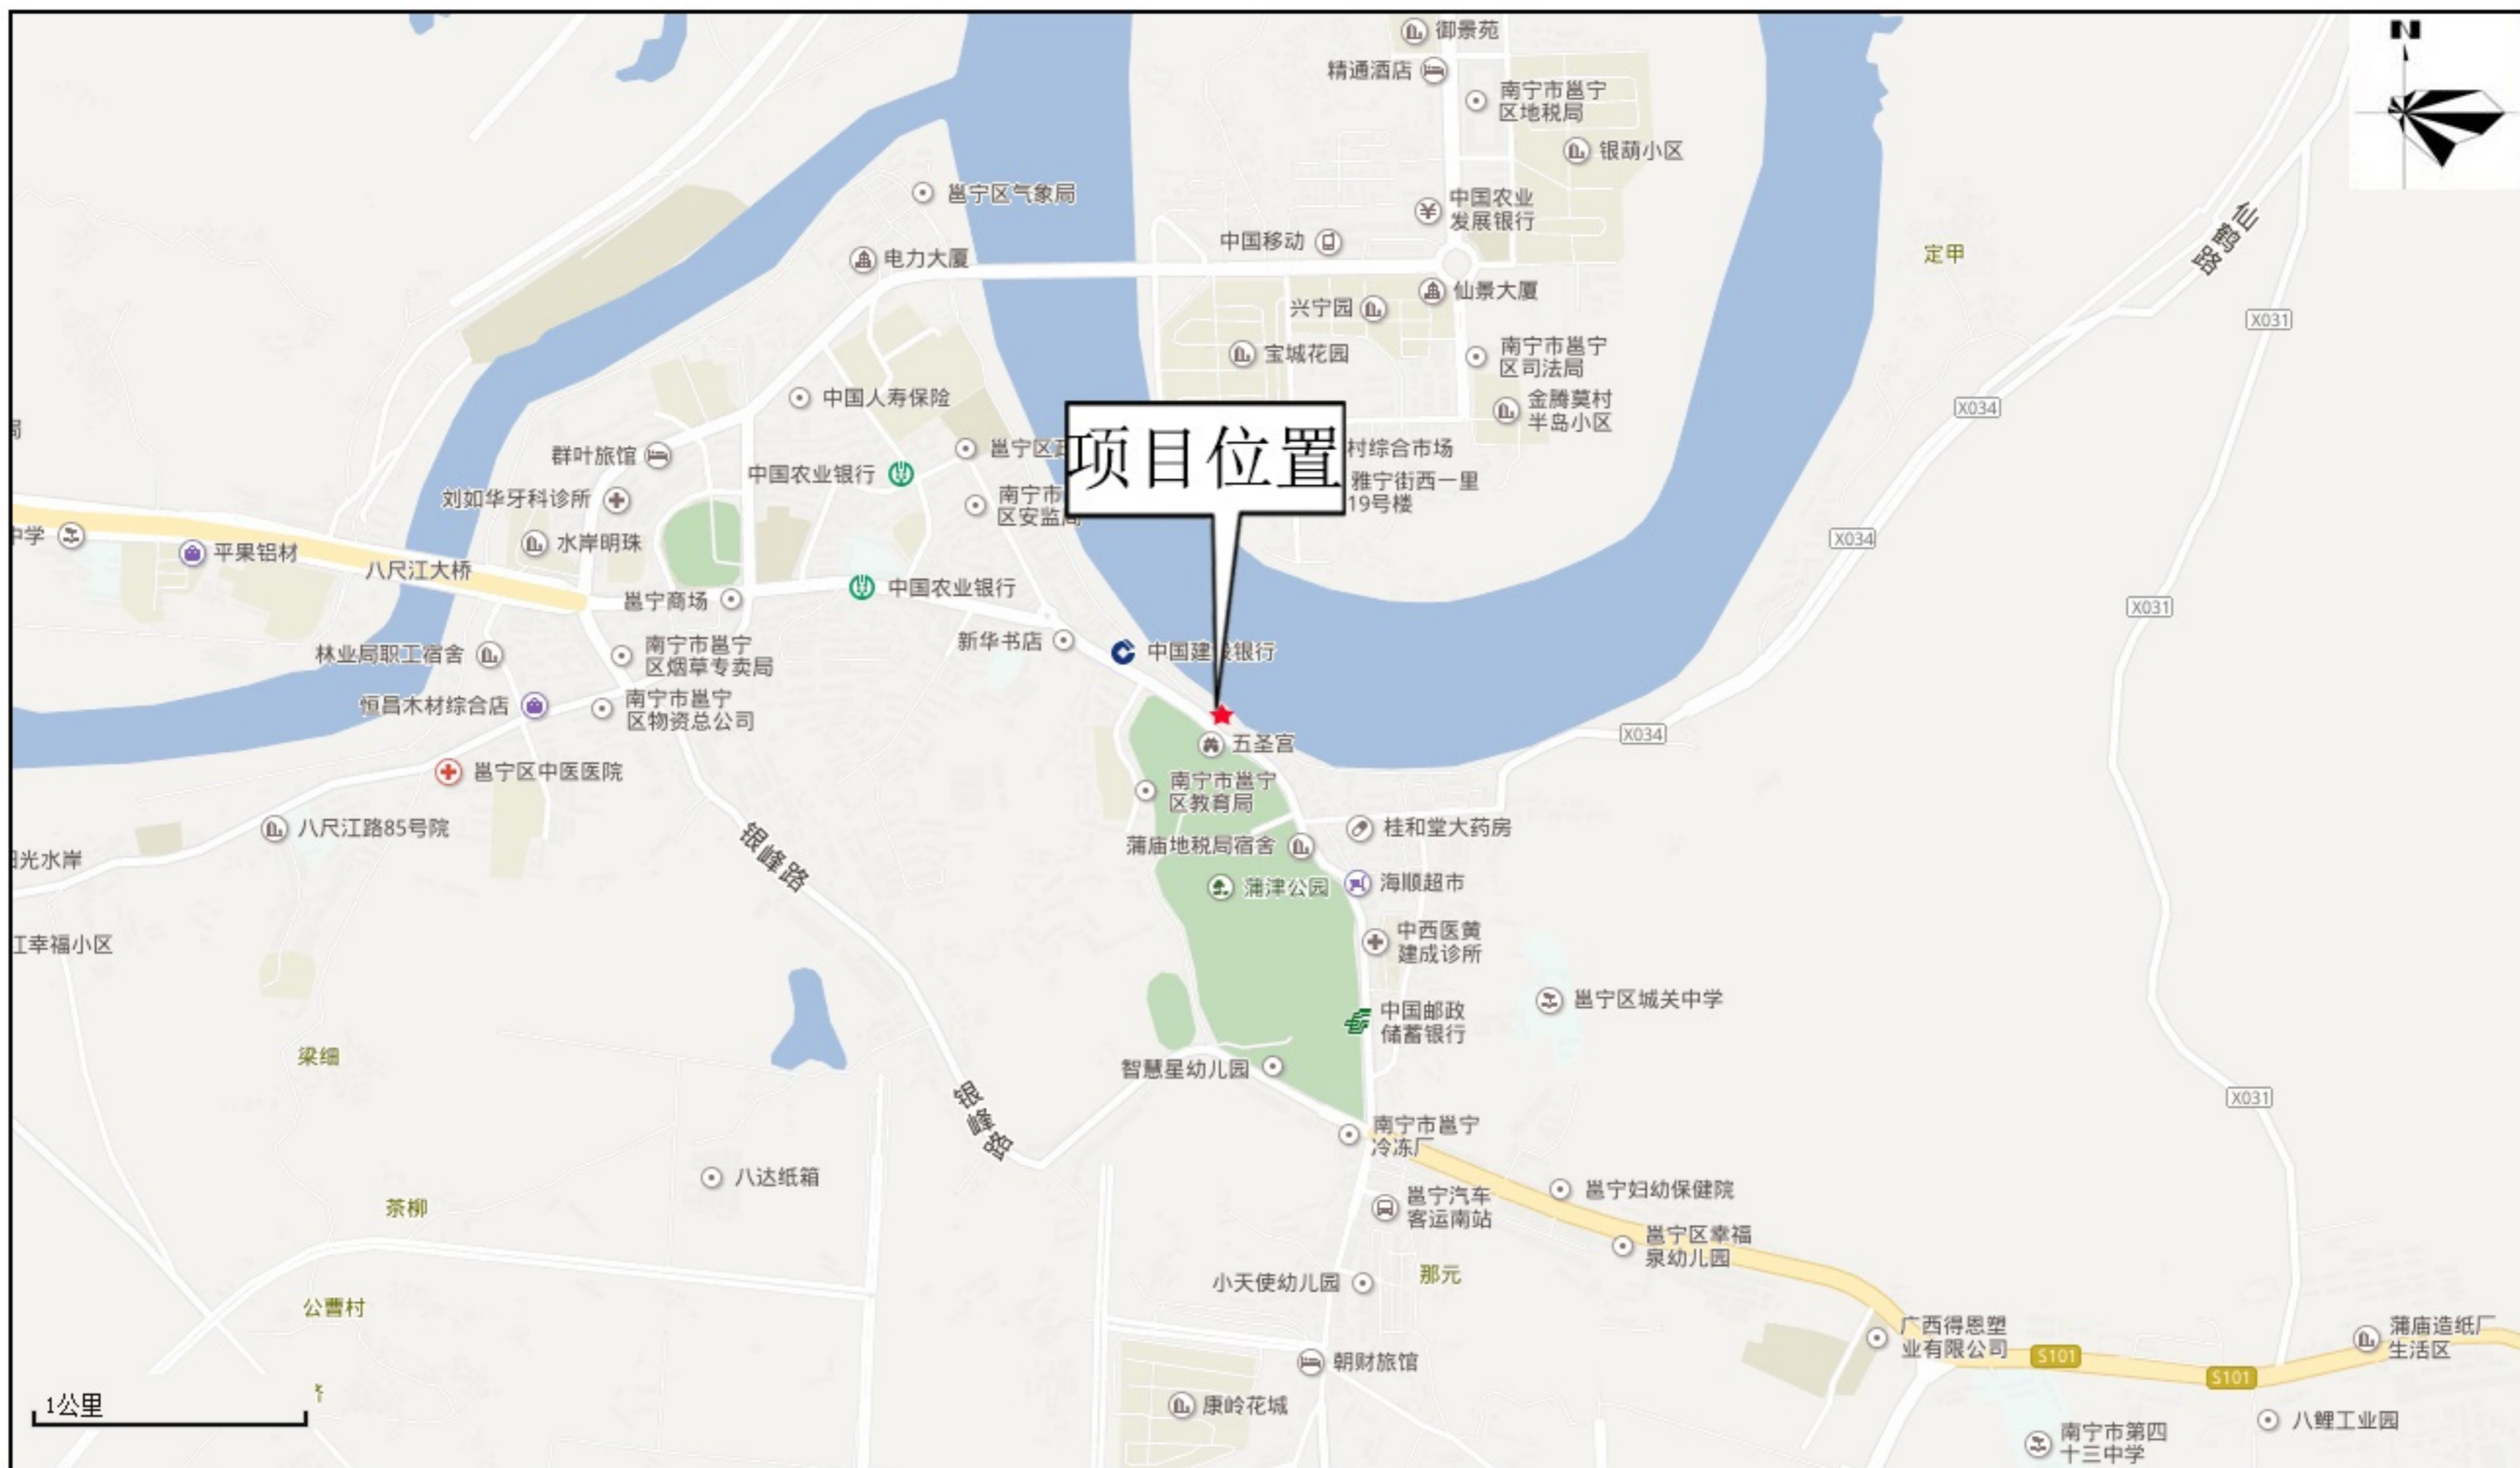 N
御景苑
精通酒店
南宁市邕宁
区地税局
银葫小区
邕宁区气象局
中国农业
发展银行
仙鹤路
中国移动
定甲
电力大厦
仙景大厦
兴宁园
X031
宝城花园
南宁市邕宁
区司法局
中国人寿保险
金腾莫村
半岛小区
X034
项目位置
群叶旅馆
邕宁区
村综合市场
中国农业银行
雅宁街西一里
19号楼
刘如华牙科诊所
南宁市
区安监局
中学
平果铝材
水岸明珠
八尺江大桥
X034
邕宁商场
中国农业银行
X031
新华书店
中国建设银行
林业局职工宿舍
南宁市邕宁
区烟草专卖局
恒昌木材综合店
南宁市邕宁
区物资总公司
X034
五圣宫
邕宁区中医医院
南宁市邕宁
区教育局
八尺江路85号院
桂和堂大药房
蒲庙地税局宿舍
光水岸
银峰路
蒲津公园
海顺超市
江幸福小区
中西医黄
建成诊所
邕宁区城关中学
中国邮政
储蓄银行
梁细
智慧星幼儿园
X031
银峰路
南宁市邕宁
冷冻厂
八达纸箱
邕宁妇幼保健院
茶柳
邕宁汽车
客运南站
邕宁区幸福
泉幼儿园
小天使幼儿园
那元
公曹村
广西得恩塑
业有限公司
蒲庙造纸厂
生活区
S101
朝财旅馆
S101
1公里
康岭花城
八鲤工业园
南宁市第四
十三中学